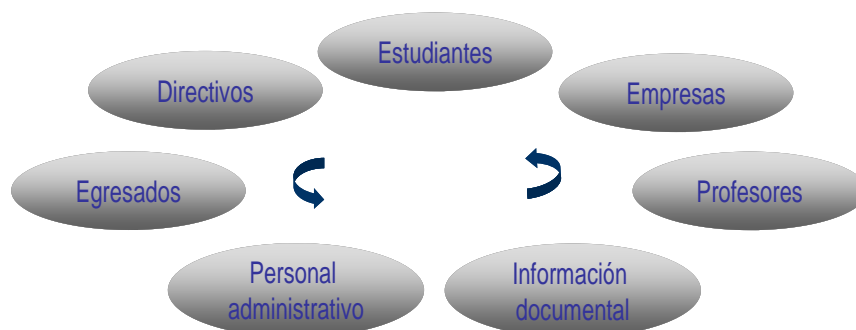 Estudiantes
Directivos
Empresas
Egresados
Profesores
Personal
administrativo
Información
documental